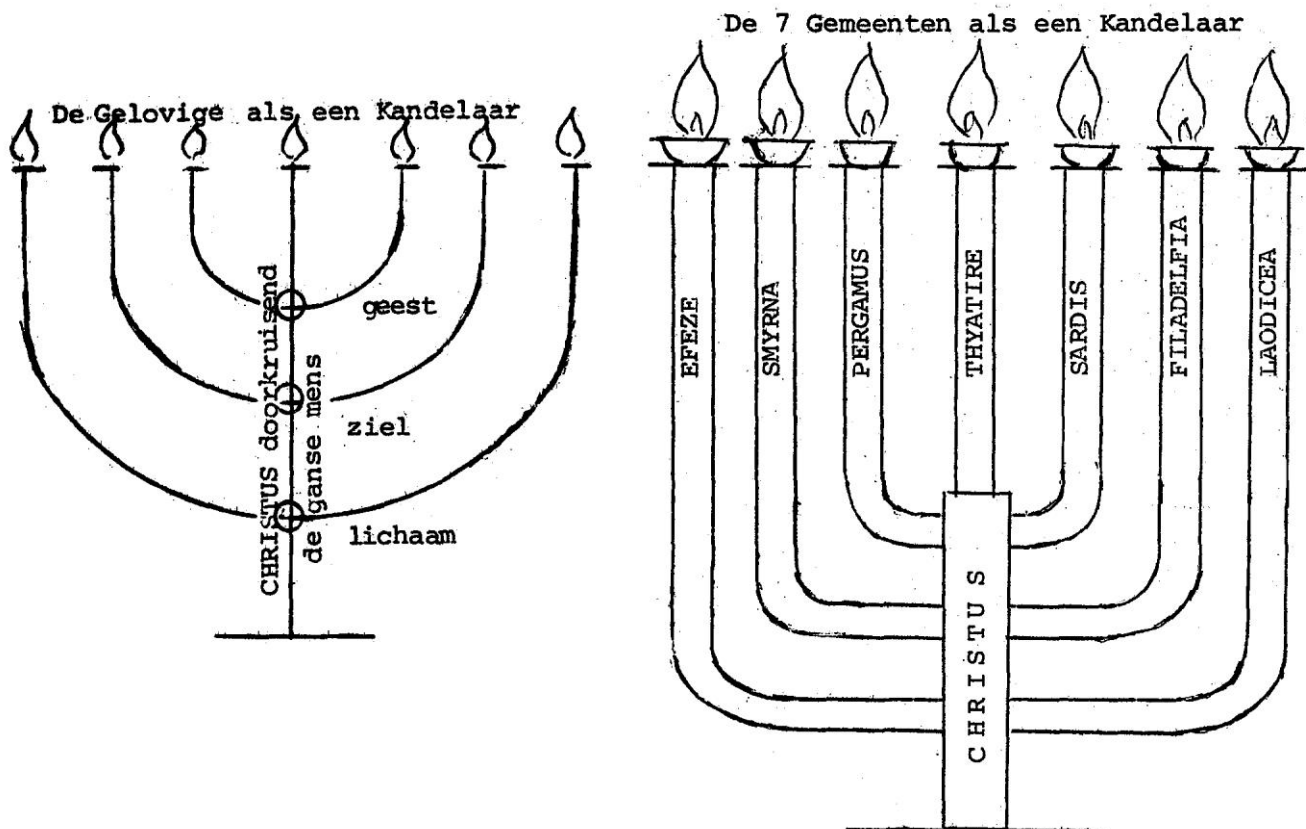 De Gelovige als een Kandelaar
CHRISTUS doorkruisend
de ganse mens
geest
ziel
lichaam
De 7 Gemeenten als een Kandelaar
EFEZE
SMYRNA
PERGAMUS
THYATIRE
SARDIS
FILADELFIA
LAODICEA
CHRISTUS